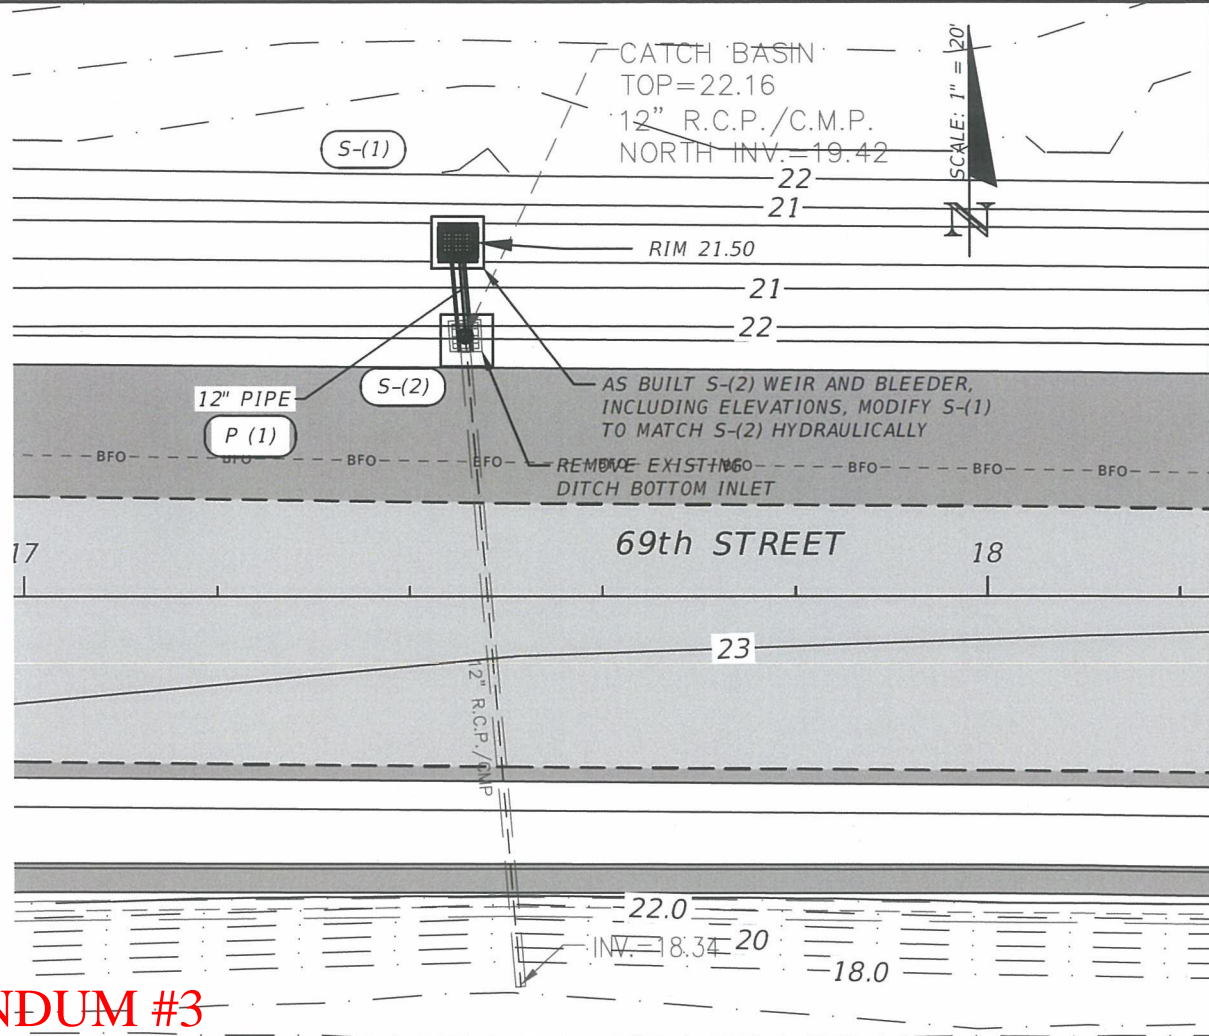 CATCH BASIN
TOP=22.16
12" R.C.P./C.M.P.
NORTH INV.=19.42
SCALE: 1" = 20'
N
S-(1)
22
21
RIM 21.50
21
22
12" PIPE
P (1)
S-(2)
AS BUILT S-(2) WEIR AND BLEEDER,
INCLUDING ELEVATIONS, MODIFY S-(1)
TO MATCH S-(2) HYDRAULICALLY
BFO BFO BFO BFO BFO BFO BFO BFO BFO
REMOVE EXISTING
DITCH BOTTOM INLET
69th STREET
17
18
23
12" R.C.P./CMP
22.0
INV.=18.34
20
18.0
NDUM #3